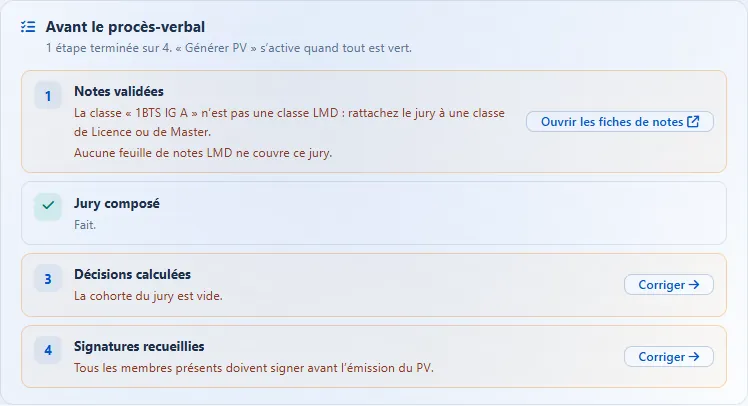 Avant le procès-verbal
1 étape terminée sur 4. « Générer PV » s’active quand tout est vert.
1
Notes validées
La classe « 1BTS IG A » n’est pas une classe LMD : rattachez le jury à une classe
de Licence ou de Master.
Aucune feuille de notes LMD ne couvre ce jury.
Ouvrir les fiches de notes
Jury composé
Fait.
3
Décisions calculées
La cohorte du jury est vide.
Corriger →
4
Signatures recueillies
Tous les membres présents doivent signer avant l’émission du PV.
Corriger →